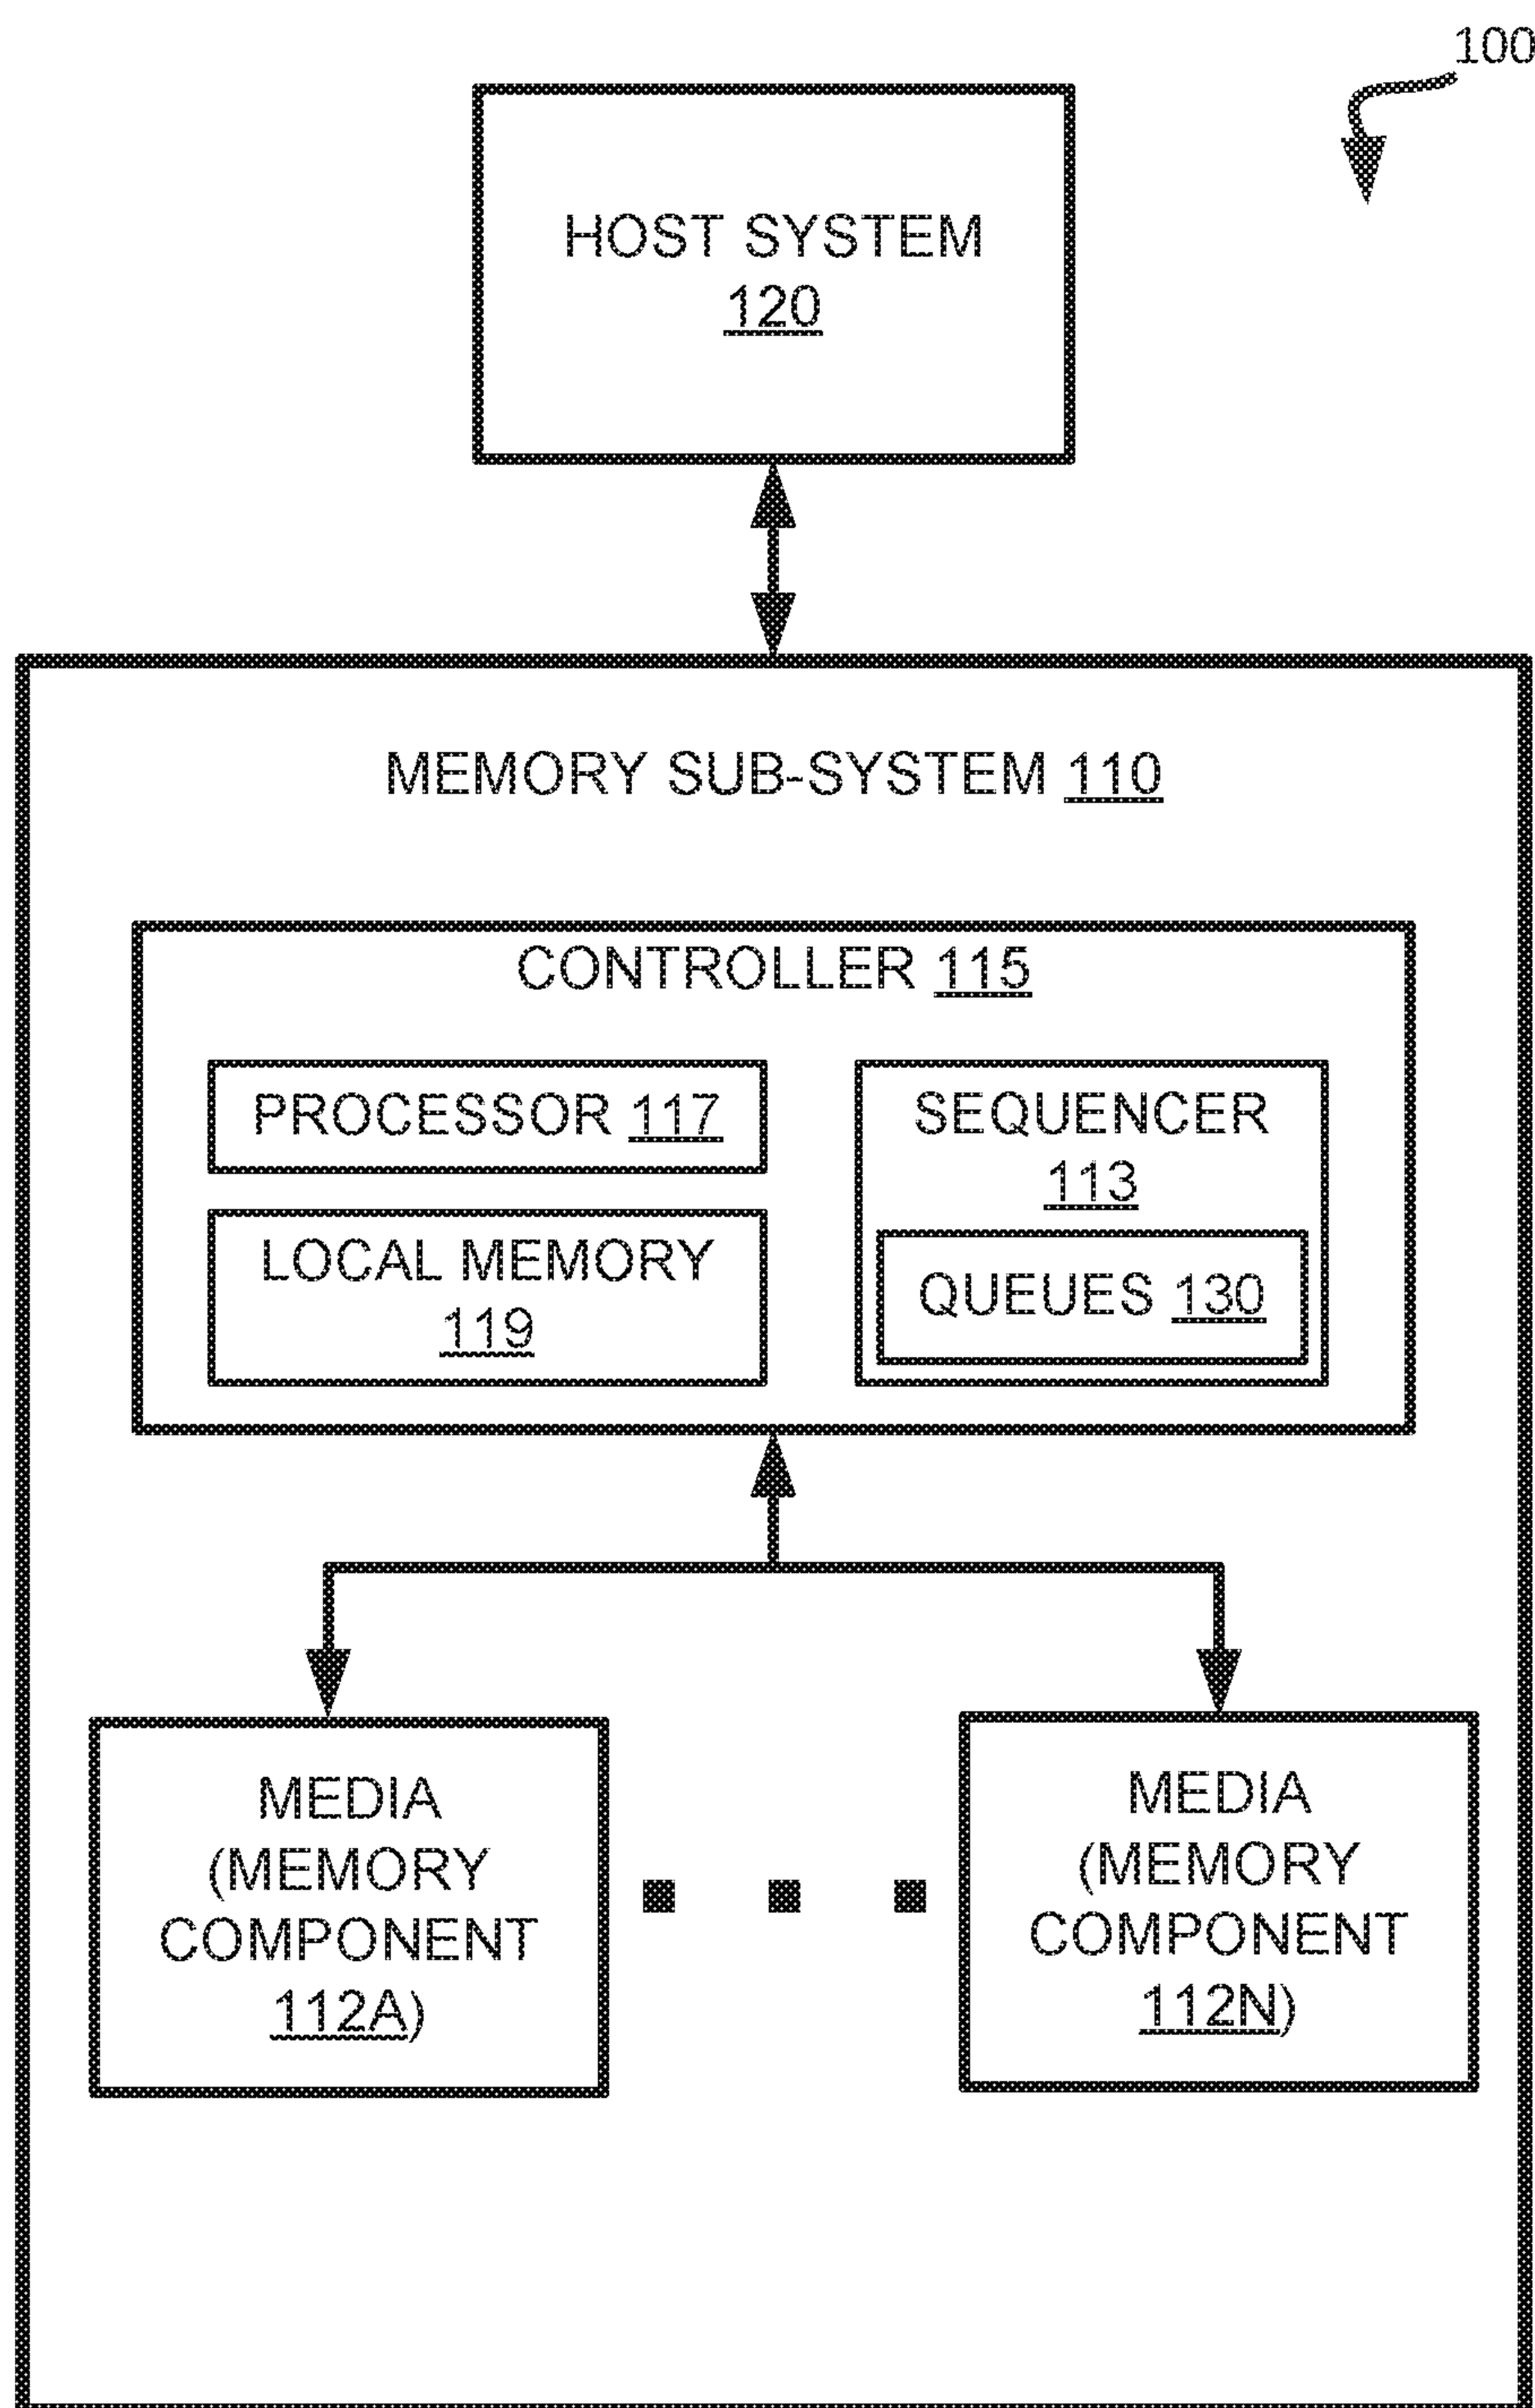 100
HOST SYSTEM
120
MEMORY SUB-SYSTEM 110
CONTROLLER 115
PROCESSOR 117
LOCAL MEMORY
119
SEQUENCER
113
QUEUES 130
MEDIA
(MEMORY
COMPONENT
112A)
MEDIA
(MEMORY
COMPONENT
112N)